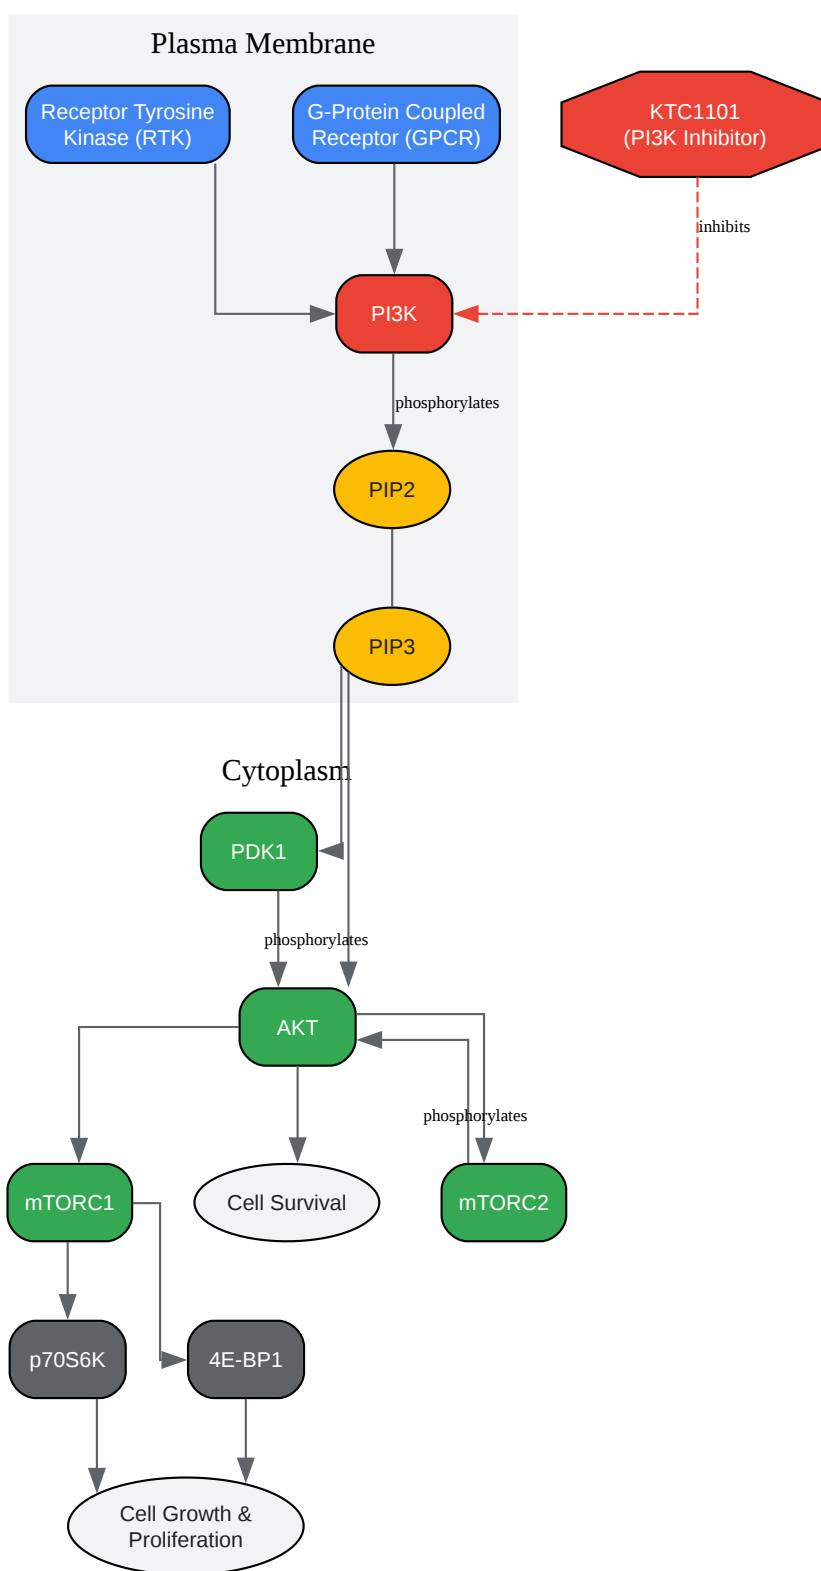 Plasma Membrane
Receptor Tyrosine
Kinase (RTK)
G-Protein Coupled
Receptor (GPCR)
KTC1101
(PI3K Inhibitor)
inhibits
PI3K
phosphorylates
PIP2
PIP3
Cytoplasm
PDK1
phosphorylates
AKT
phosphorylates
mTORC1
Cell Survival
mTORC2
p70S6K
4E-BP1
Cell Growth &
Proliferation